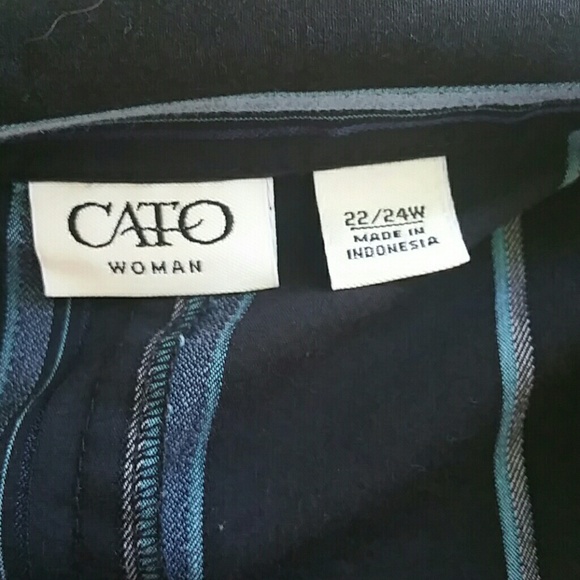 CATO
WOMAN
22/24W
MADE IN
INDONESIA